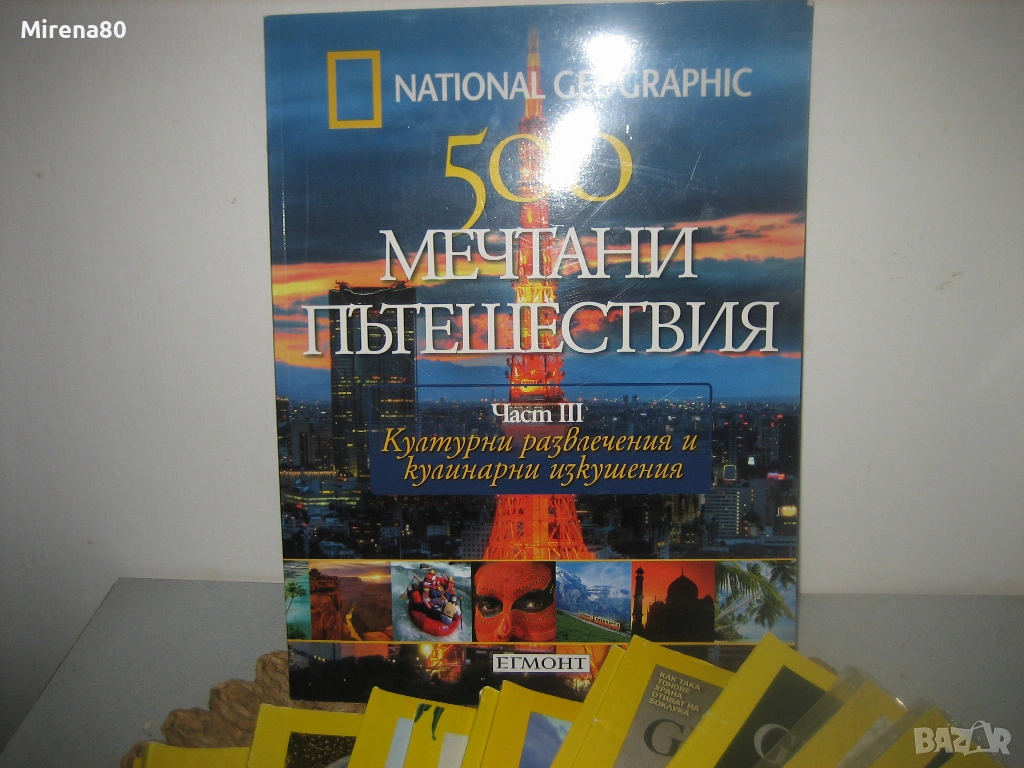 Mirena80
NATIONAL GEOGRAPHIC
500
МЕЧТАНИ
ПЪТЕШЕСТВИЯ
Част III
Културни развлечения и
кулинарни изкушения
ЕГМОНТ
КАК ТАКА
ТОНОВЕ
ХРАНА
ОТИВАТ НА
БОКЛУКА
G
G
BAZAR